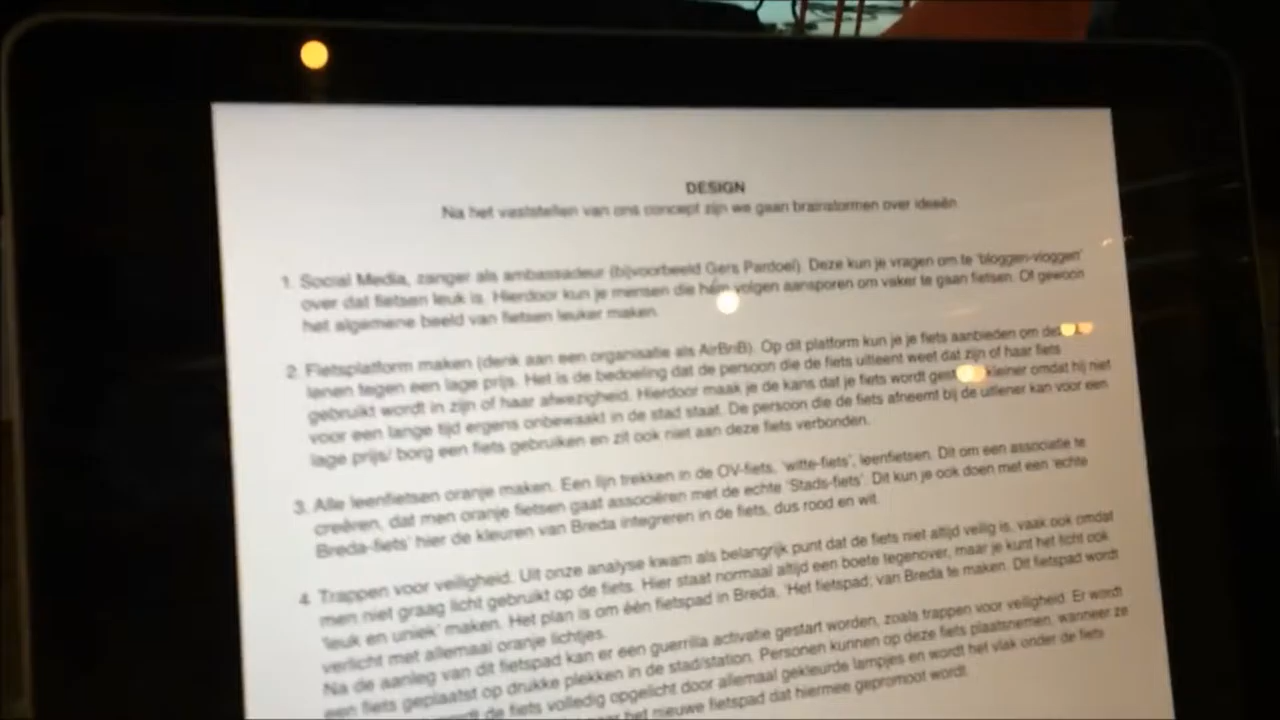 DESIGN
Na het vaststellen van ons concept zijn we gaan brainstormen over ideeën
1. Social Media, zanger als ambassadeur (bijvoorbeeld Gers Pardoel). Deze kun je vragen om te 'bloggen-vloggen'
over dat fietsen leuk is. Hierdoor kun je mensen die hem volgen aansporen om vaker te gaan fietsen. Of gewoon
het algemene beeld van fietsen leuker maken.
2. Fietsplatform maken (denk aan een organisatie als AirBnB). Op dit platform kun je je fiets aanbieden om
lenen tegen een lage prijs. Het is de bedoeling dat de persoon die de fiets uitleent weet dat zijn of haar fiets
gebruikt wordt in zijn of haar afwezigheid. Hierdoor maak je de kans dat je fiets wordt kleiner omdat hij niet
voor een lange tijd ergens onbewaakt in de stad staat. De persoon die de fiets afneemt bij de uitlener kan voor een
lage prijs/ borg een fiets gebruiken en zit ook niet aan deze fiets verbonden.
3. Alle leenfietsen oranje maken. Een lijn trekken in de OV-fiets, 'witte-fiets', leenfietsen. Dit om een associatie te
creëren, dat men oranje fietsen gaat associëren met de echte 'Stads-fiets'. Dit kun je ook doen met een 'echte
Breda-fiets' hier de kleuren van Breda integreren in de fiets, dus rood en wit.
4. Trappen voor veiligheid. Uit onze analyse kwam als belangrijk punt dat de fiets niet altijd veilig is, vaak ook omdat
men niet graag licht gebruikt op de fiets. Hier staat normaal altijd een boete tegenover, maar je kunt het licht ook
'leuk en uniek' maken. Het plan is om één fietspad in Breda, 'Het fietspad' van Breda te maken. Dit fietspad wordt
verlicht met allemaal oranje lichtjes.
Na de aanleg van dit fietspad kan er een guerrilla activatie gestart worden, zoals trappen voor veiligheid. Er wordt
een fiets geplaatst op drukke plekken in de stad/station. Personen kunnen op deze fiets plaatsnemen, wanneer ze
de fiets volledig opgelicht door allemaal gekleurde lampjes en wordt het vlak onder de fiets
het nieuwe fietspad dat hiermee gepromoot wordt.